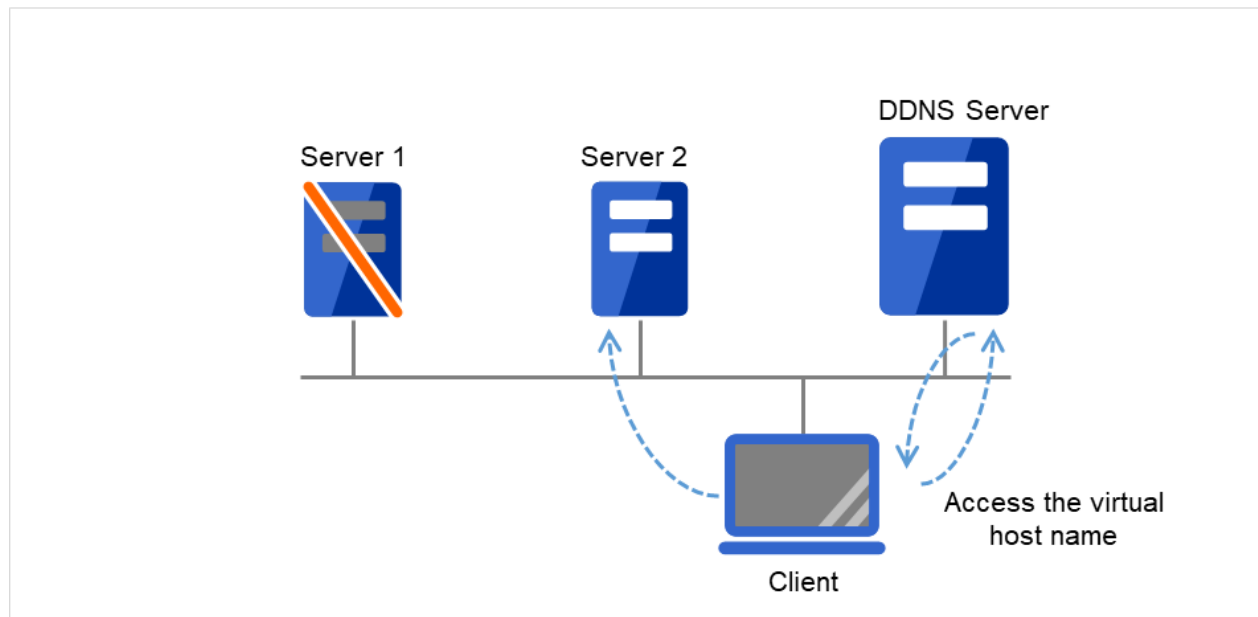 DDNS Server
Server 1
Server 2
Access the virtual
host name
Client